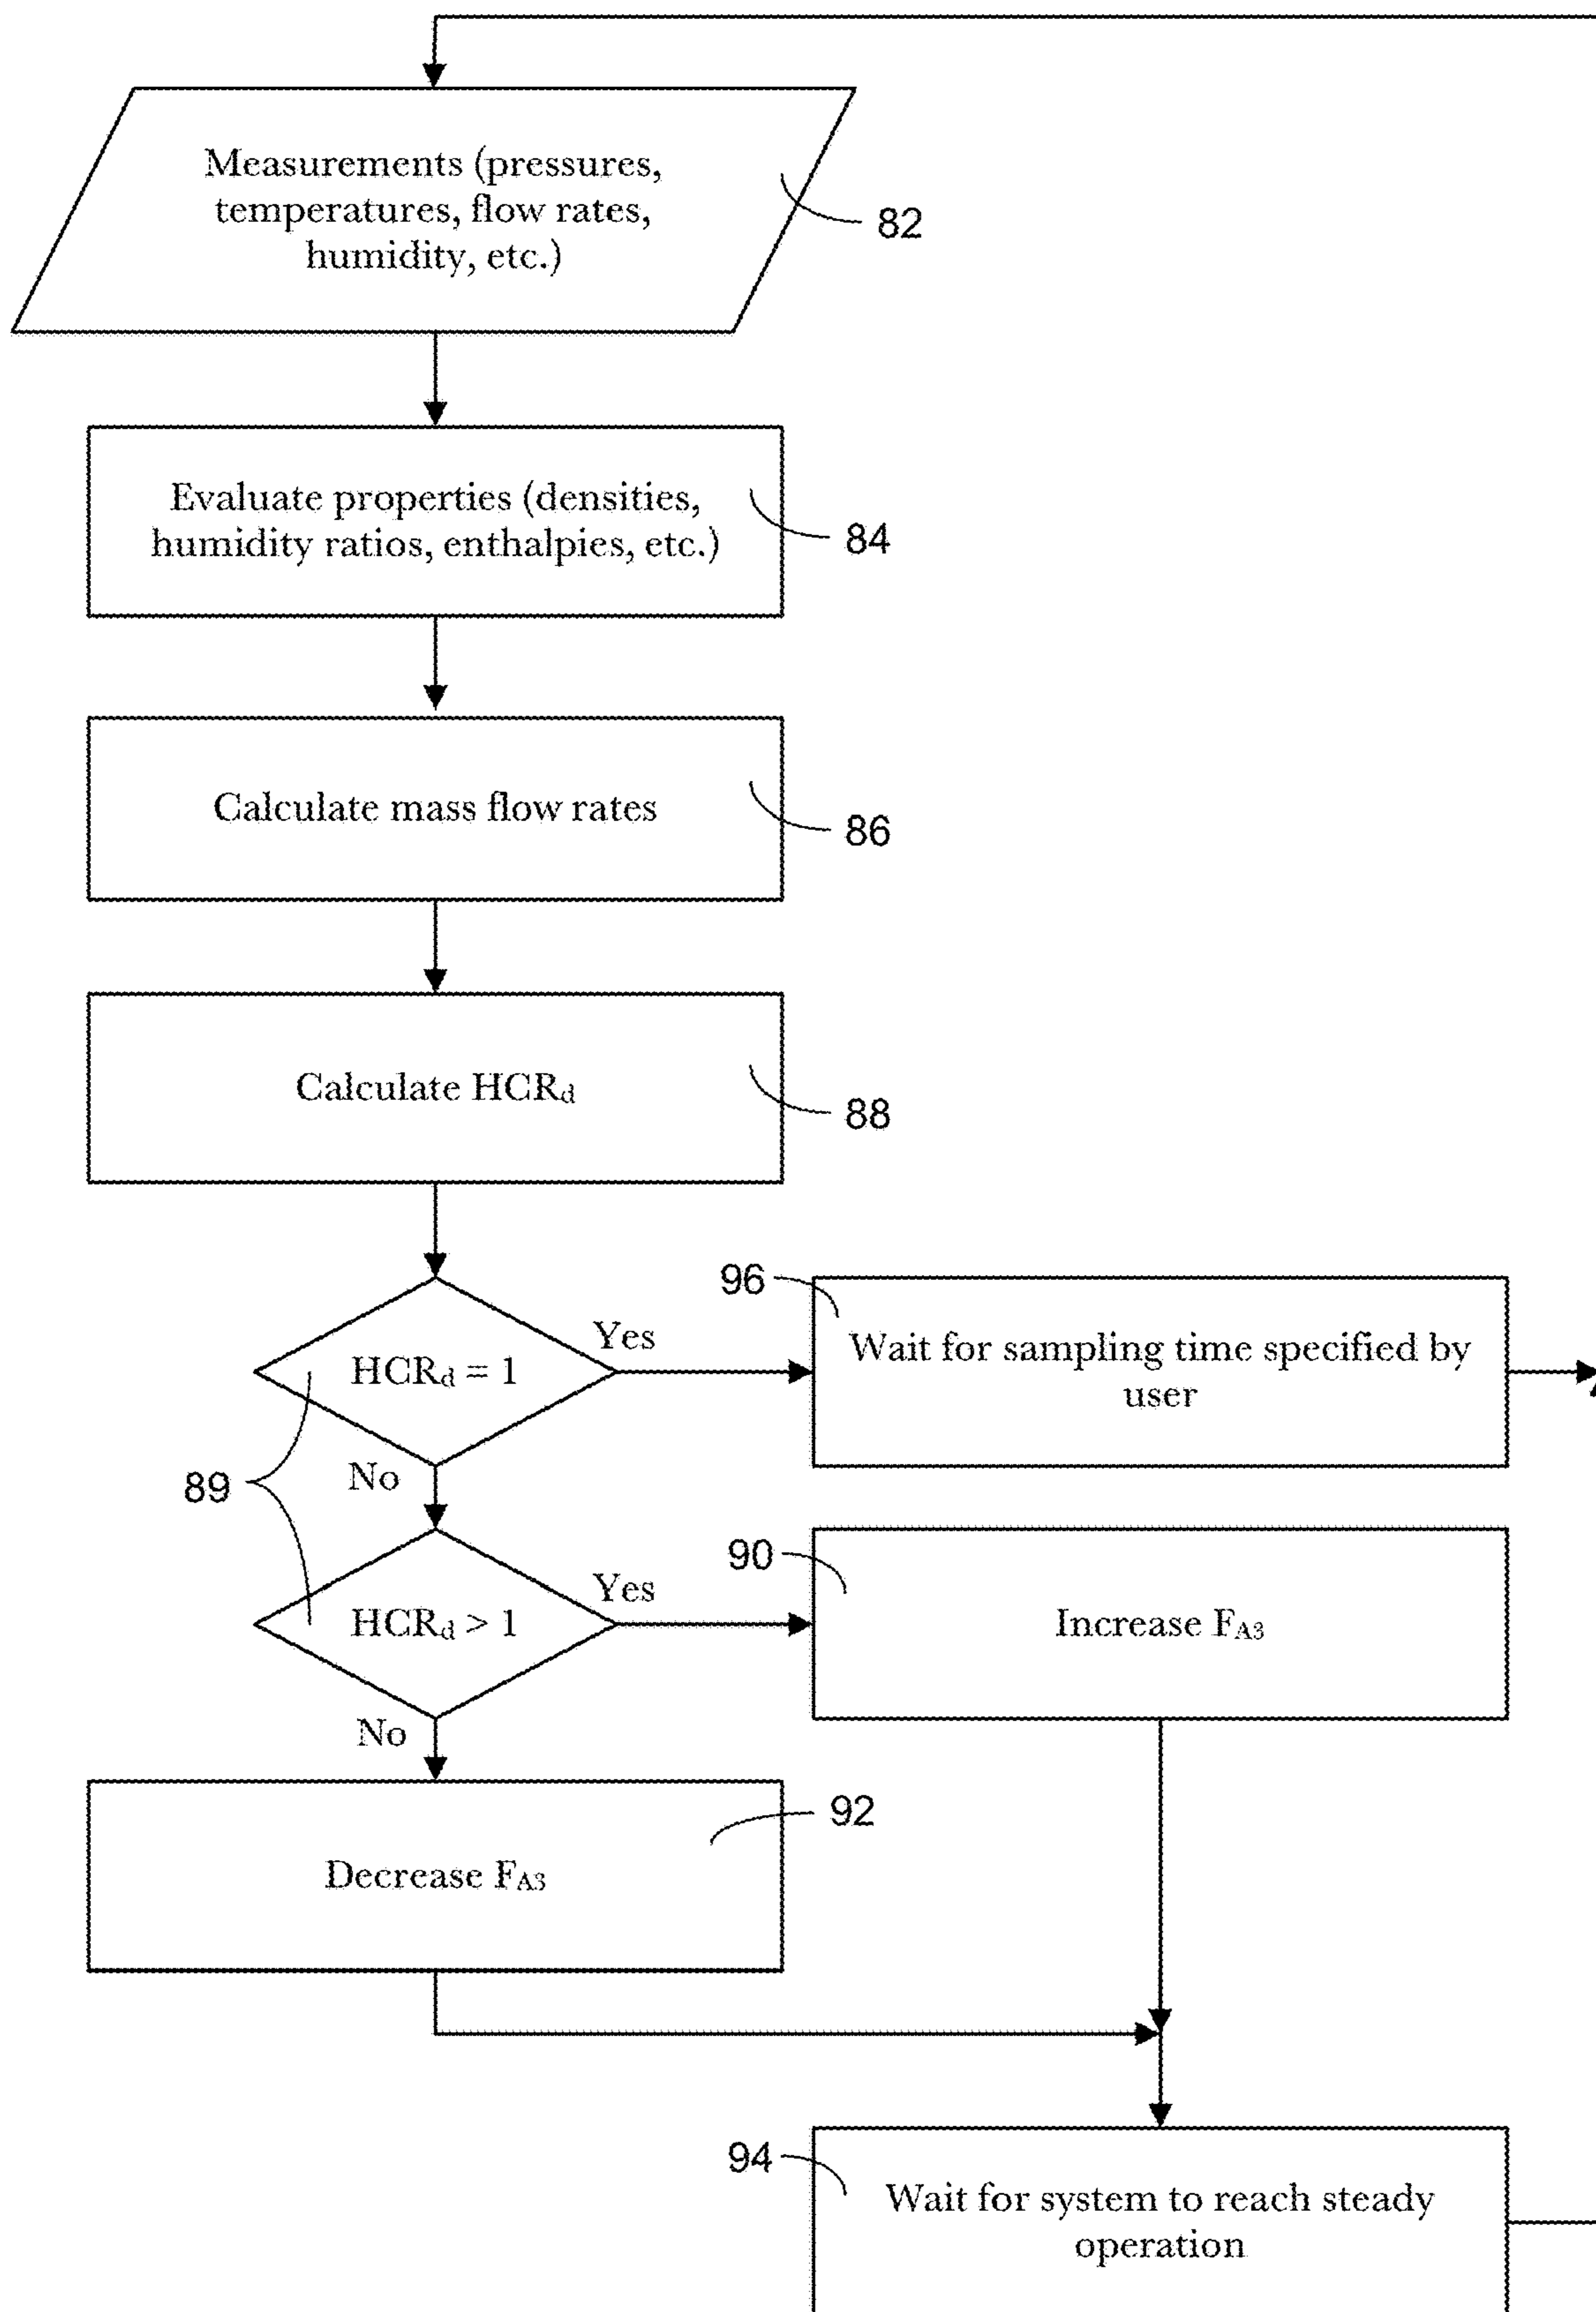 Measurements (pressures,
temperatures, flow rates,
humidity, etc.)
82
Evaluate properties (densities,
humidity ratios, enthalpies, etc.)
84
Calculate mass flow rates
86
Calculate HCRd
88
96
Yes
HCRd = 1
Wait for sampling time specified by
user
No
89
90
Yes
HCRd > 1
Increase FA3
No
92
Decrease FA3
94
Wait for system to reach steady
operation